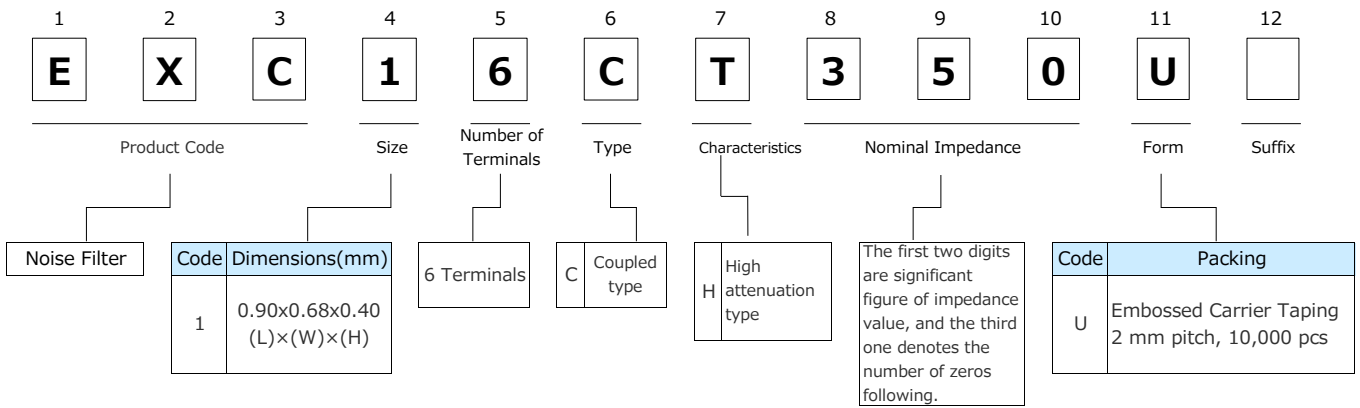 1 2 3 4 5 6 7 8 9 10 11 12
E X C 1 6 C T 3 5 0 U
Product Code
Size
Number of
Terminals
Type
Characteristics
Nominal Impedance
Form
Suffix
Noise Filter
Code Dimensions(mm)
1 0.90x0.68x0.40
(L)×(W)×(H)
6 Terminals
C Coupled
type
H High
attenuation
type
The first two digits
are significant
figure of impedance
value, and the third
one denotes the
number of zeros
following.
Code Packing
U Embossed Carrier Taping
2 mm pitch, 10,000 pcs